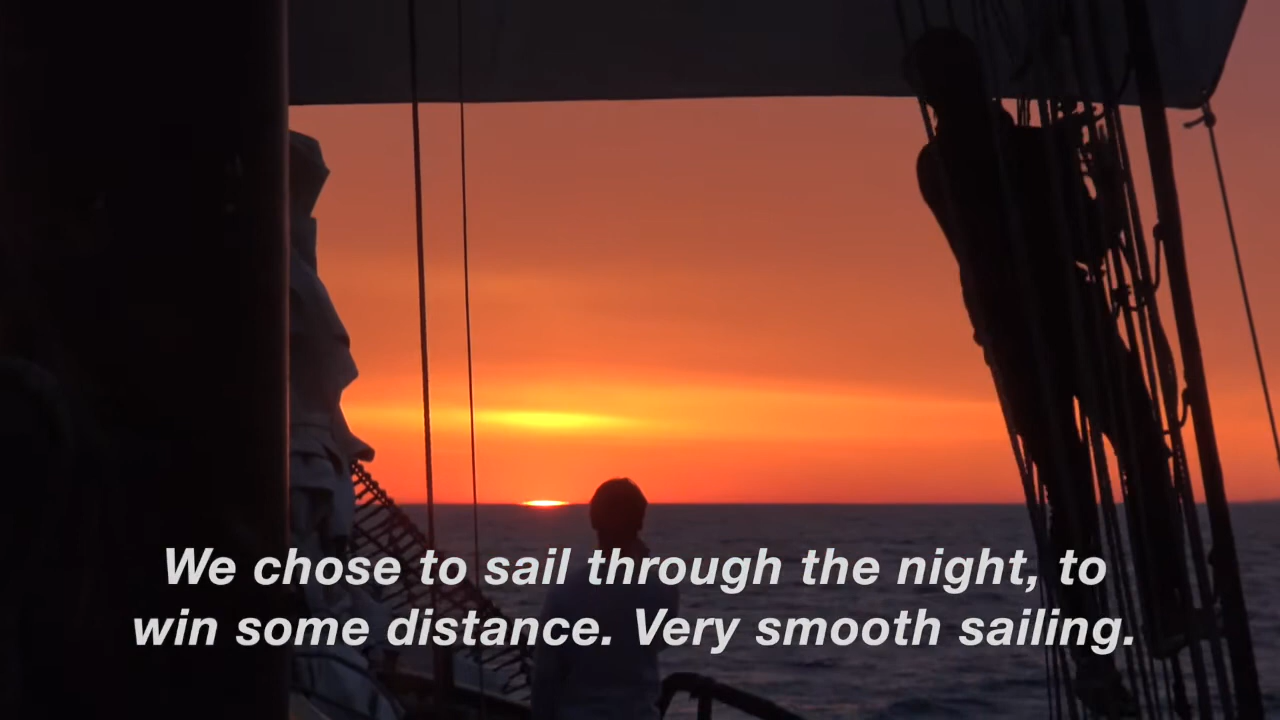 We chose to sail through the night, to
win some distance. Very smooth sailing.